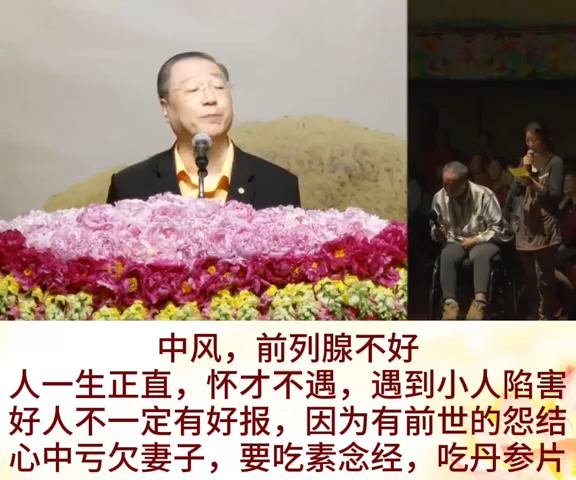 中风，前列腺不好
人一生正直，怀才不遇，遇到小人陷害
好人不一定有好报，因为有前世的怨结
心中亏欠妻子，要吃素念经，吃丹参片